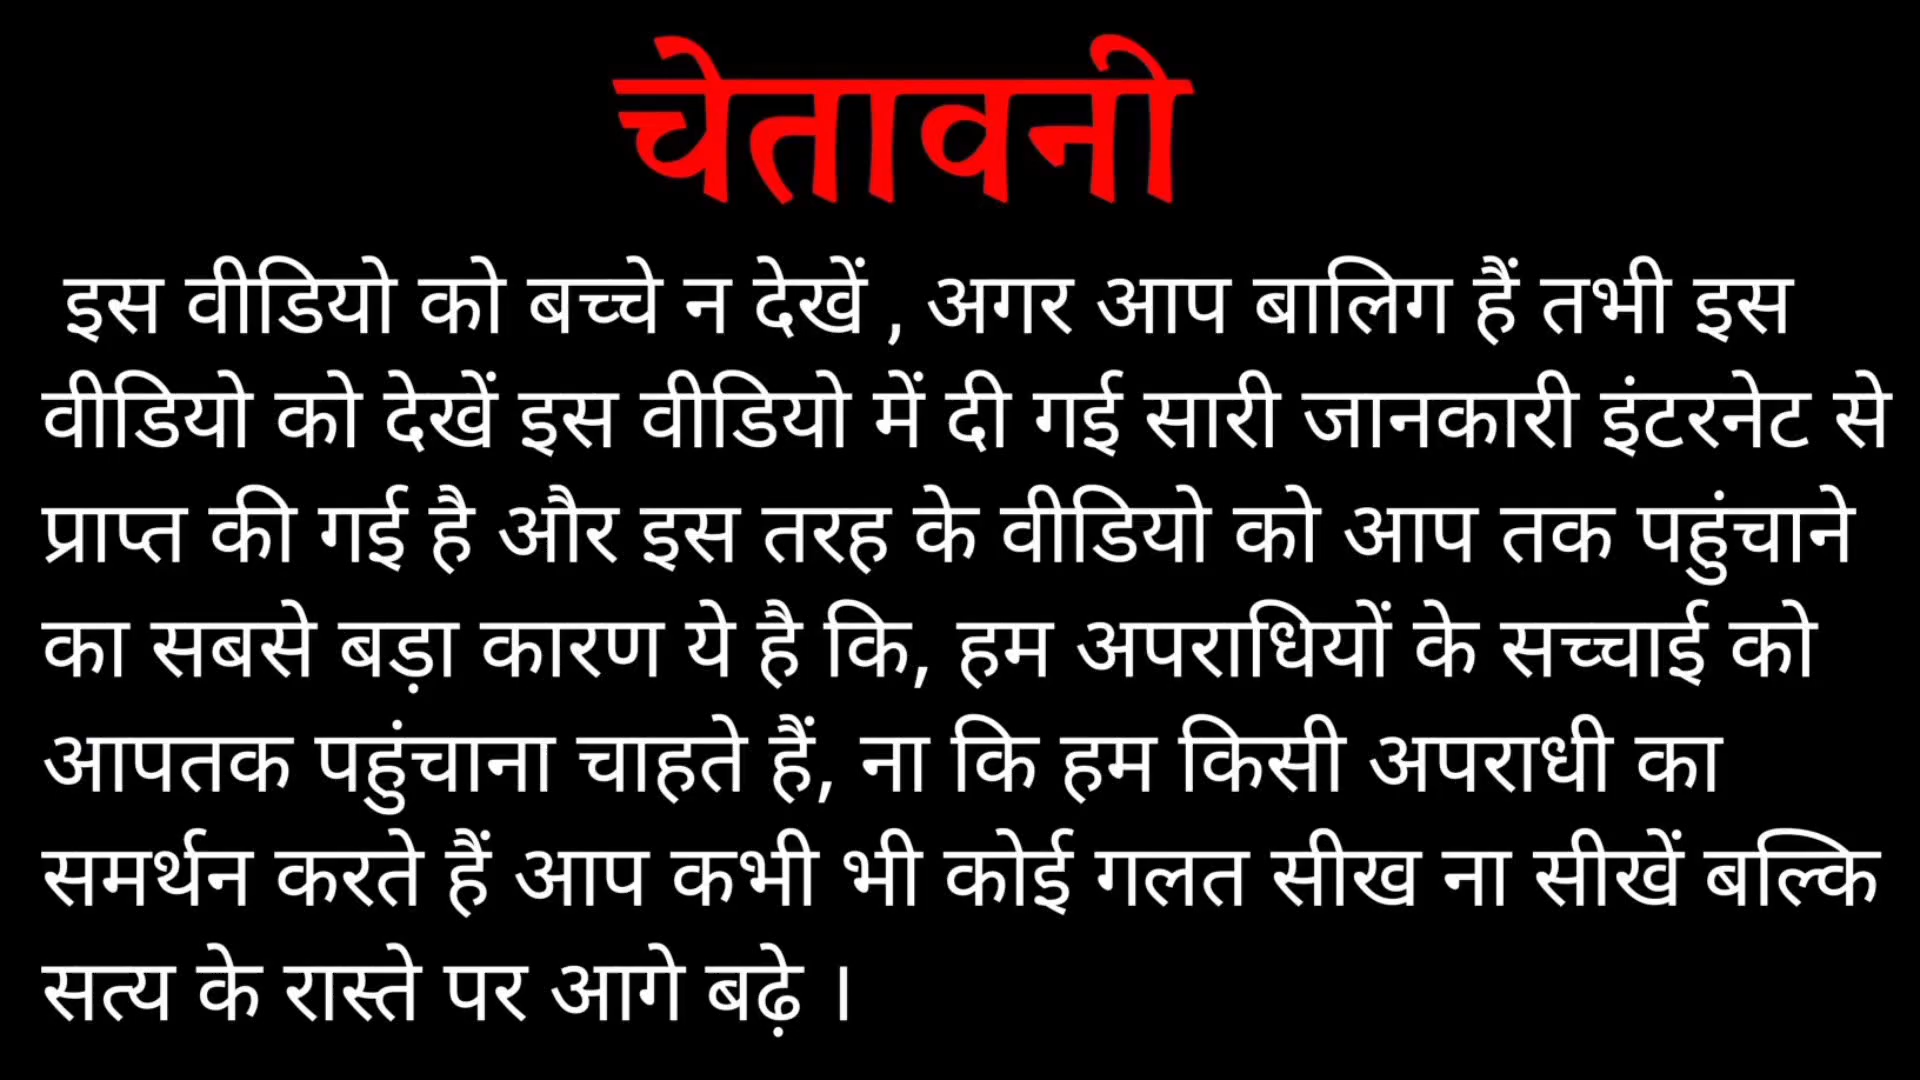 चेतावनी
इस वीडियो को बच्चे न देखें , अगर आप बालिग हैं तभी इस
वीडियो को देखें इस वीडियो में दी गई सारी जानकारी इंटरनेट से
प्राप्त की गई है और इस तरह के वीडियो को आप तक पहुंचाने
का सबसे बड़ा कारण ये है कि, हम अपराधियों के सच्चाई को
आपतक पहुंचाना चाहते हैं, ना कि हम किसी अपराधी का
समर्थन करते हैं आप कभी भी कोई गलत सीख ना सीखें बल्कि
सत्य के रास्ते पर आगे बढ़े ।